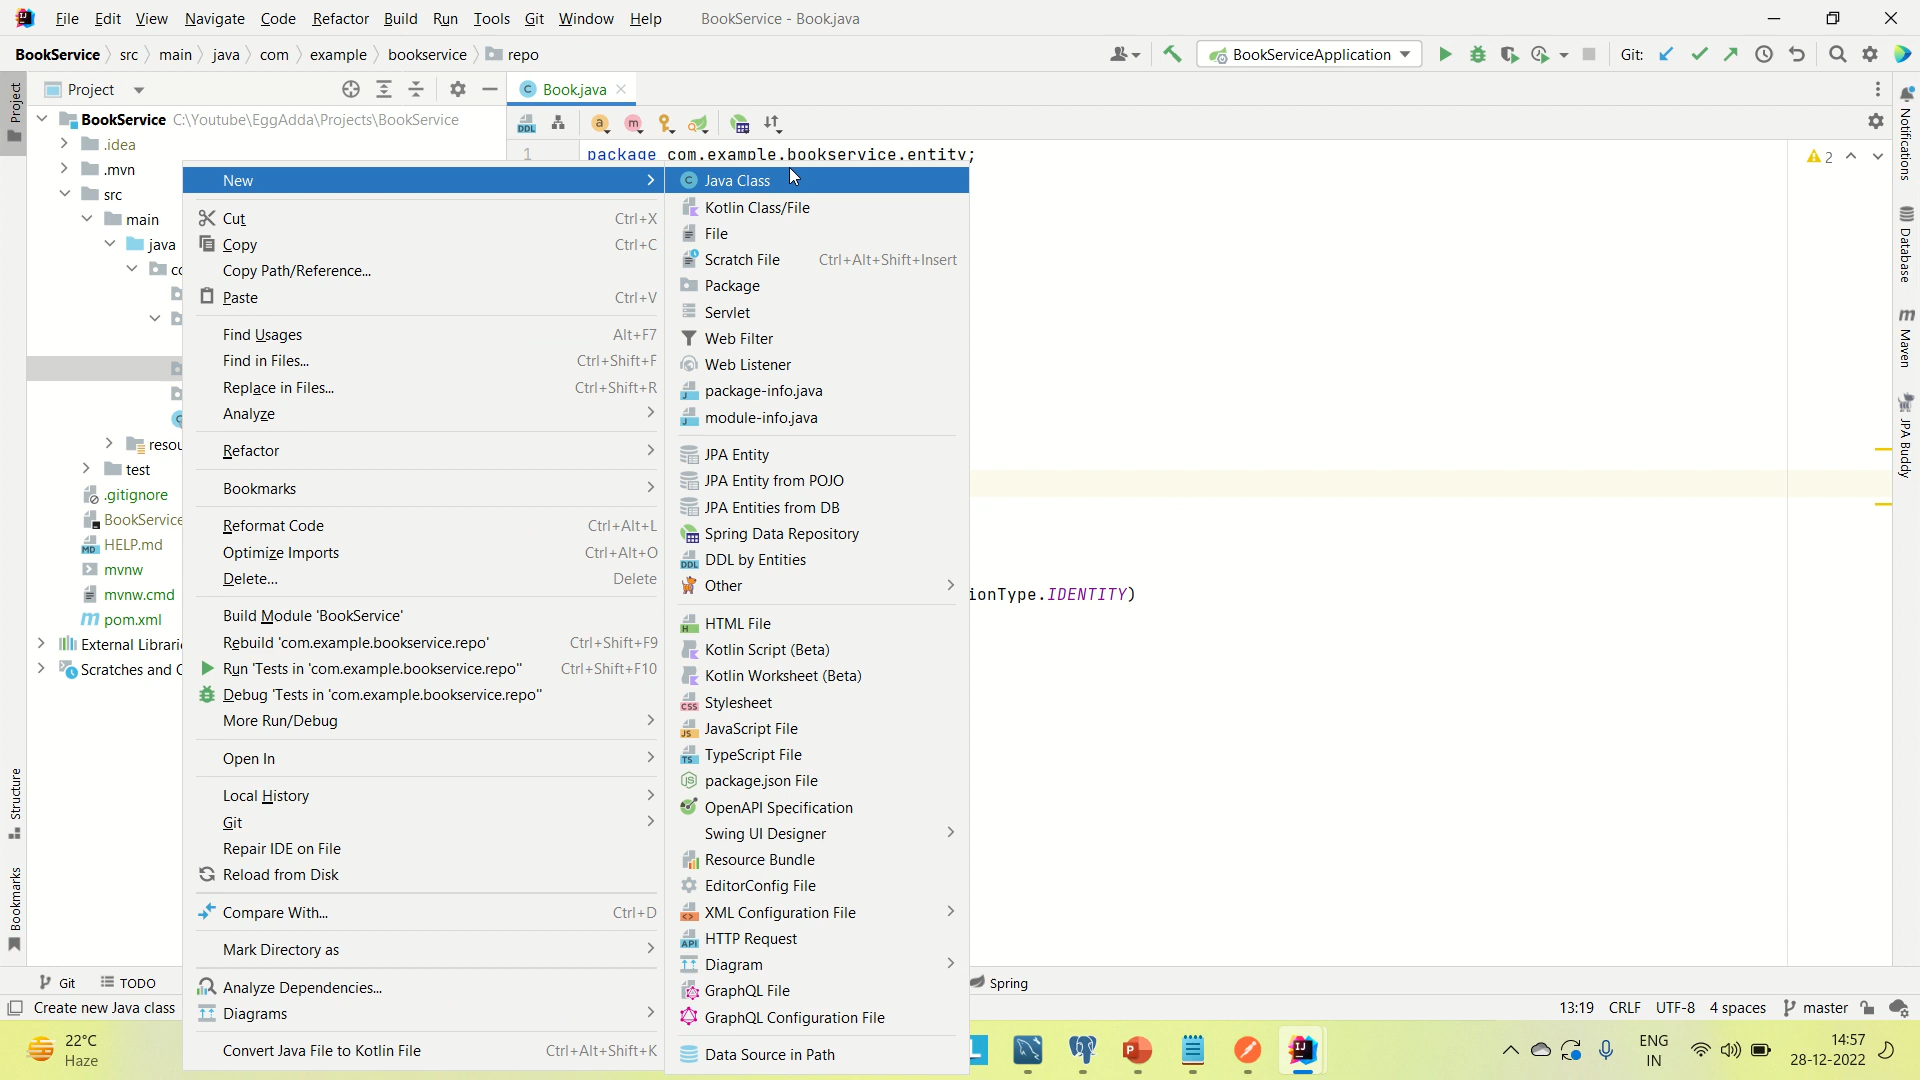 File Edit View Navigate Code Refactor Build Run Tools Git Window Help BookService - Book.java
BookService src main java com example bookservice repo BookServiceApplication Git:
Project Book.java
BookService C:\Youtube\EggAdda\Projects\BookService
.idea
.mvn
src
main
java
resou
test
.gitignore
BookService
HELP.md
mvnw
mvnw.cmd
pom.xml
External Librari
Scratches and C
DDL
1 package com.example.bookservice.entity;
2
ionType.IDENTITY)
New
Cut Ctrl+X
Copy Ctrl+C
Copy Path/Reference...
Paste Ctrl+V
Find Usages Alt+F7
Find in Files... Ctrl+Shift+F
Replace in Files... Ctrl+Shift+R
Analyze
Refactor
Bookmarks
Reformat Code Ctrl+Alt+L
Optimize Imports Ctrl+Alt+O
Delete... Delete
Build Module 'BookService'
Rebuild 'com.example.bookservice.repo' Ctrl+Shift+F9
Run 'Tests in 'com.example.bookservice.repo'' Ctrl+Shift+F10
Debug 'Tests in 'com.example.bookservice.repo''
More Run/Debug
Open In
Local History
Git
Repair IDE on File
Reload from Disk
Compare With... Ctrl+D
Mark Directory as
Analyze Dependencies...
Diagrams
Convert Java File to Kotlin File Ctrl+Alt+Shift+K
Java Class
Kotlin Class/File
File
Scratch File Ctrl+Alt+Shift+Insert
Package
Servlet
Web Filter
Web Listener
package-info.java
module-info.java
JPA Entity
JPA Entity from POJO
JPA Entities from DB
Spring Data Repository
DDL by Entities
Other
HTML File
Kotlin Script (Beta)
Kotlin Worksheet (Beta)
Stylesheet
JavaScript File
TypeScript File
package.json File
OpenAPI Specification
Swing UI Designer
Resource Bundle
EditorConfig File
XML Configuration File
HTTP Request
Diagram
GraphQL File
GraphQL Configuration File
Data Source in Path
Project
Structure
Bookmarks
Notifications
Database
Maven
JPA Buddy
Git TODO Spring
Create new Java class 13:19 CRLF UTF-8 4 spaces master
22°C
Haze
ENG
IN
14:57
28-12-2022